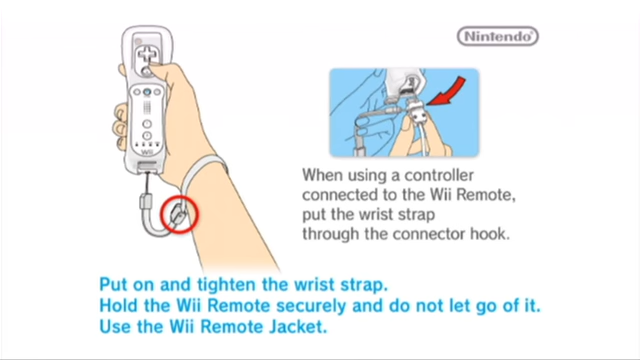 Nintendo
Wii
When using a controller
connected to the Wii Remote,
put the wrist strap
through the connector hook.
Put on and tighten the wrist strap.
Hold the Wii Remote securely and do not let go of it.
Use the Wii Remote Jacket.